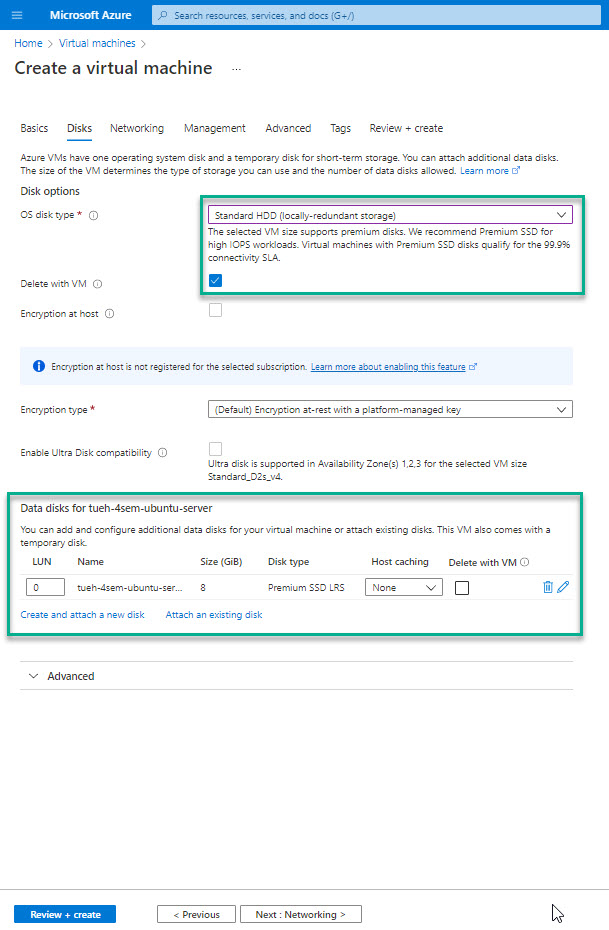 Microsoft Azure
Search resources, services, and docs (G+/)
Home > Virtual machines >
Create a virtual machine ...
Basics Disks Networking Management Advanced Tags Review + create
Azure VMs have one operating system disk and a temporary disk for short-term storage. You can attach additional data disks.
The size of the VM determines the type of storage you can use and the number of data disks allowed. Learn more
Disk options
OS disk type *
Standard HDD (locally-redundant storage)
The selected VM size supports premium disks. We recommend Premium SSD for
high IOPS workloads. Virtual machines with Premium SSD disks qualify for the 99.9%
connectivity SLA.
Delete with VM
Encryption at host
Encryption at host is not registered for the selected subscription. Learn more about enabling this feature
Encryption type *
(Default) Encryption at-rest with a platform-managed key
Enable Ultra Disk compatibility
Ultra disk is supported in Availability Zone(s) 1,2,3 for the selected VM size
Standard_D2s_v4.
Data disks for tueh-4sem-ubuntu-server
You can add and configure additional data disks for your virtual machine or attach existing disks. This VM also comes with a
temporary disk.
LUN Name Size (GiB) Disk type Host caching Delete with VM
0 tueh-4sem-ubuntu-ser... 8 Premium SSD LRS None
Create and attach a new disk Attach an existing disk
Advanced
Review + create < Previous Next : Networking >